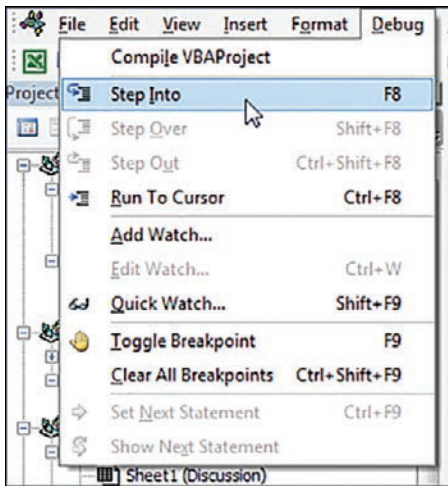 File Edit View Insert Format Debug
Project
Compile VBAProject
Step Into F8
Step Over Shift+F8
Step Out Ctrl+Shift+F8
Run To Cursor Ctrl+F8
Add Watch...
Edit Watch... Ctrl+W
Quick Watch... Shift+F9
Toggle Breakpoint F9
Clear All Breakpoints Ctrl+Shift+F9
Set Next Statement Ctrl+F9
Show Next Statement
Sheet1 (Discussion)